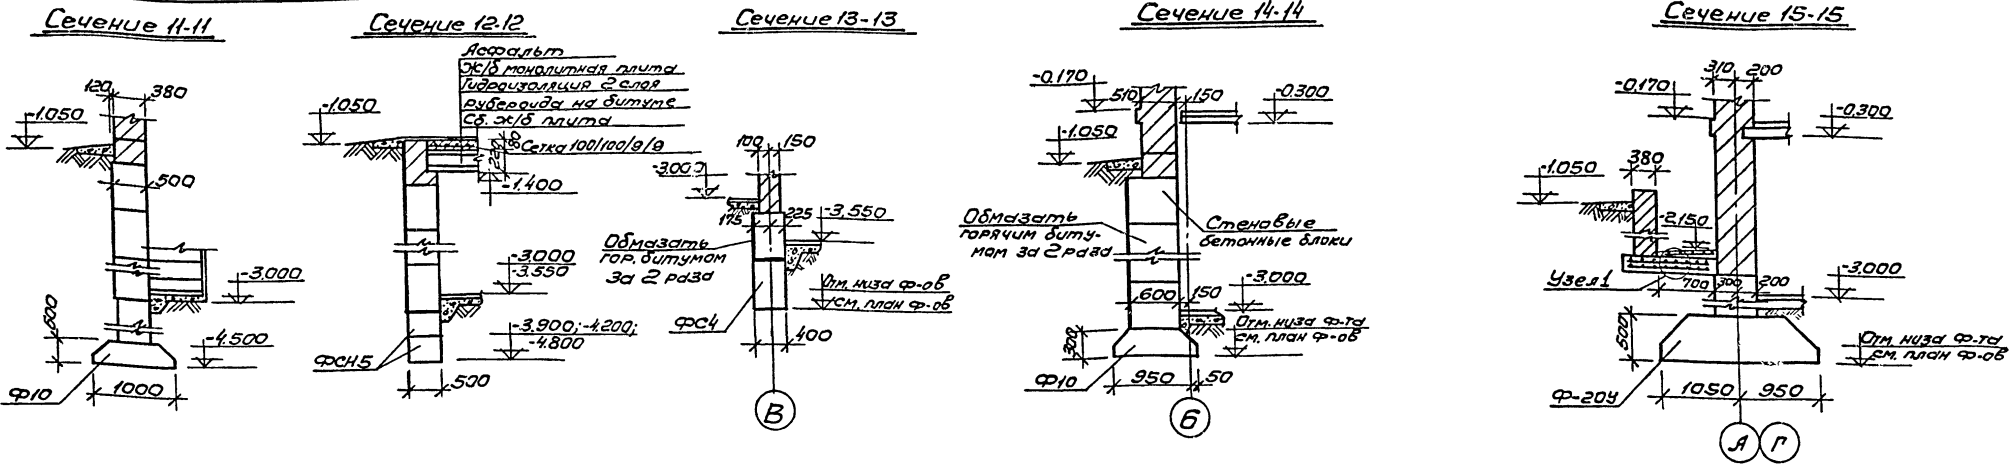 Сечение 11-11
120 380
-1.050
500
-3.000
600
-4.500
Ф10
1000
Сечение 12-12
Асфальт
Ж/б монолитная плита
Гидроизоляция 2 слоя
рубероида на битуме
Сб. ж/б плита
-1.050
80
Сетка 100/100/9/9
220
-1.400
-3.000
-3.550
-3.900; -4.200;
-4.800
ФСН5
500
Сечение 13-13
100 150
-3.000
175 225
-3.550
Обмазать
гор. битумом
за 2 раза
Отм. низа ф-ов
см. план ф-ов
ФС4
400
В
Сечение 14-14
-0.170
510 150
-0.300
-1.050
Обмазать
горячим биту-
мом за 2 раза
Стеновые
бетонные блоки
600 150
-3.000
Отм. низа ф-та
см. план ф-ов
300
Ф10
950 50
Б
Сечение 15-15
310 200
-0.170
-0.300
-1.050
380
-2.150
Узел 1
700 300 200
-3.000
500
Отм. низа ф-та
см. план ф-ов
Ф-20У
1050 950
А Г